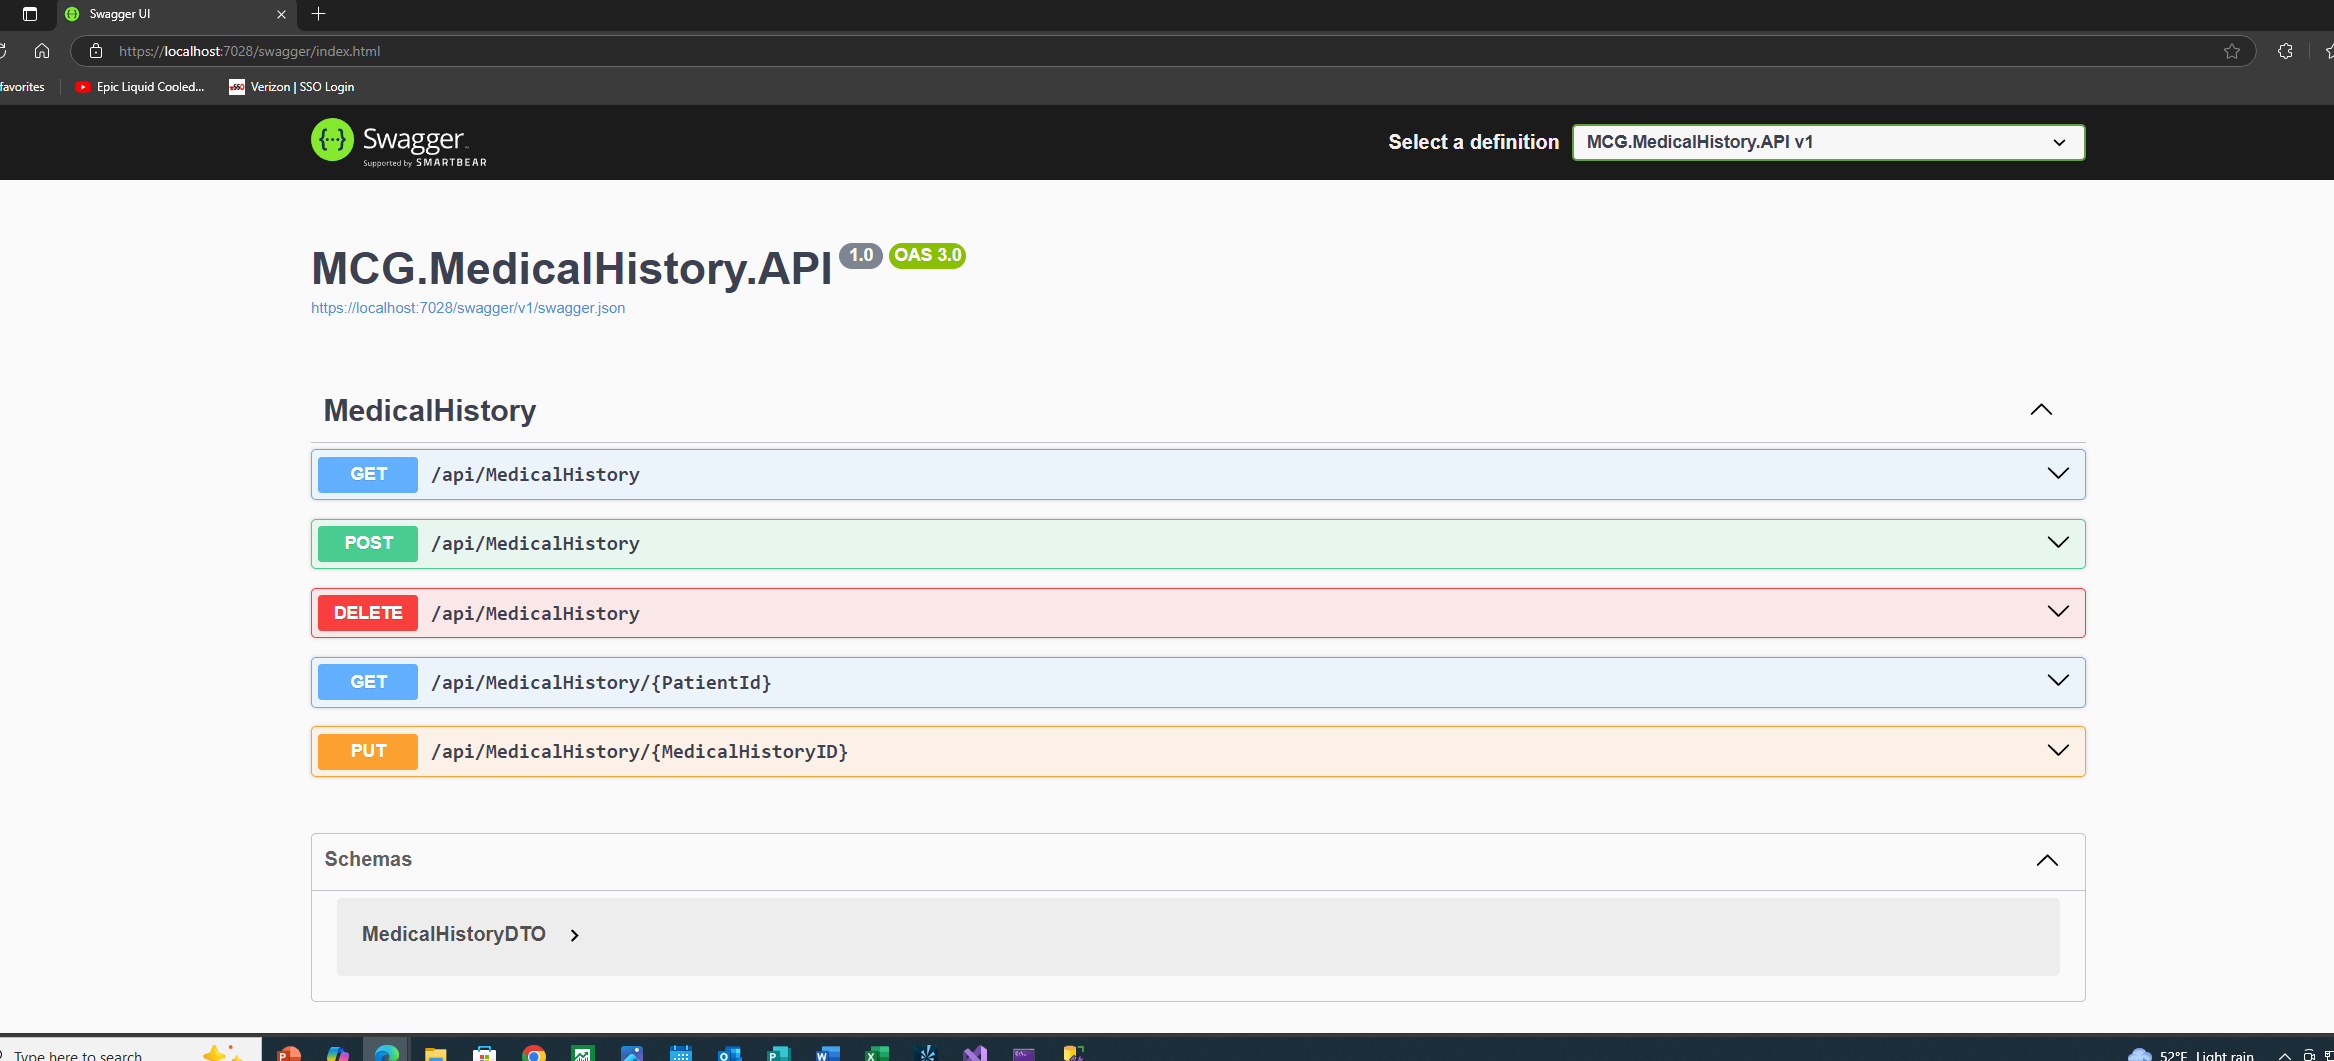 Swagger UI
https://localhost:7028/swagger/index.html
favorites
Epic Liquid Cooled...
Verizon | SSO Login
Swagger
Supported by SMARTBEAR
Select a definition
MCG.MedicalHistory.API v1
MCG.MedicalHistory.API 1.0 OAS 3.0
https://localhost:7028/swagger/v1/swagger.json
MedicalHistory
GET /api/MedicalHistory
POST /api/MedicalHistory
DELETE /api/MedicalHistory
GET /api/MedicalHistory/{PatientId}
PUT /api/MedicalHistory/{MedicalHistoryID}
Schemas
MedicalHistoryDTO
Type here to search
52°F Light rain